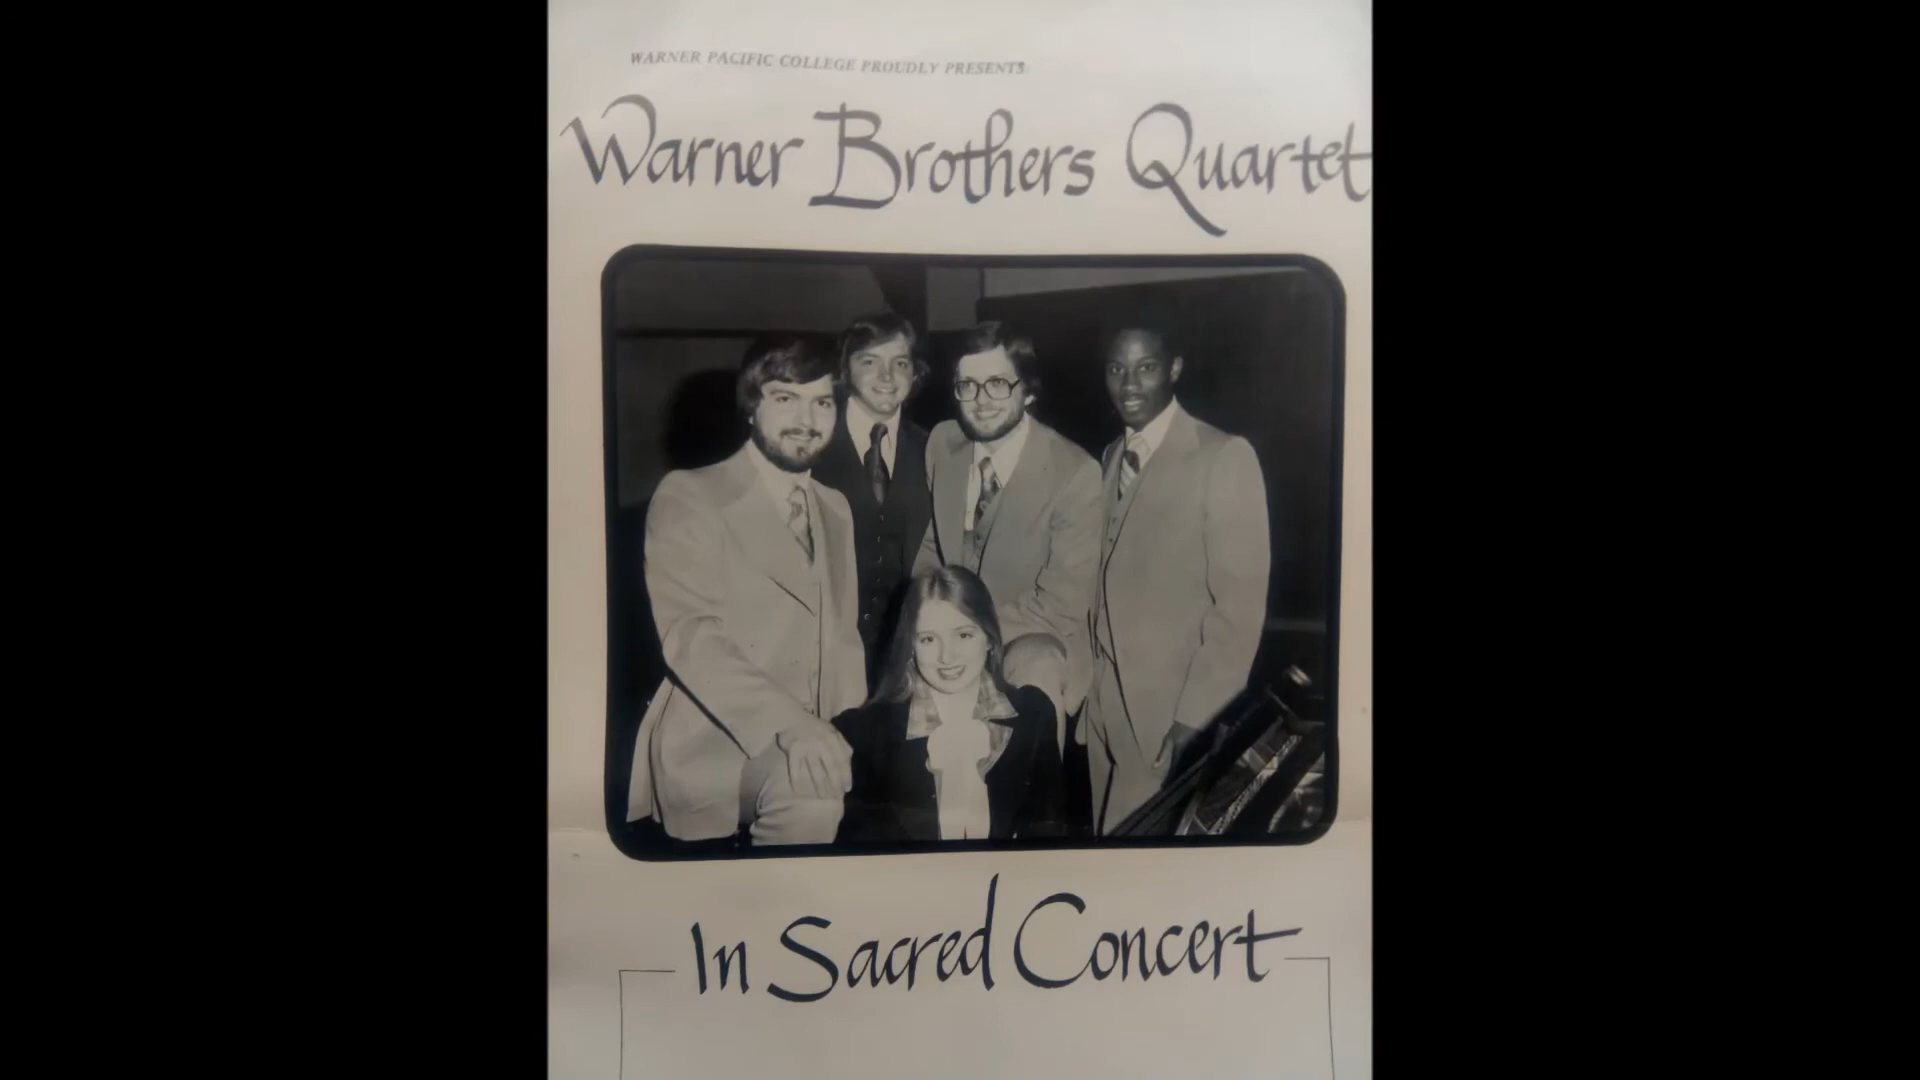 WARNER PACIFIC COLLEGE PROUDLY PRESENTS:
Warner Brothers Quartet
In Sacred Concert